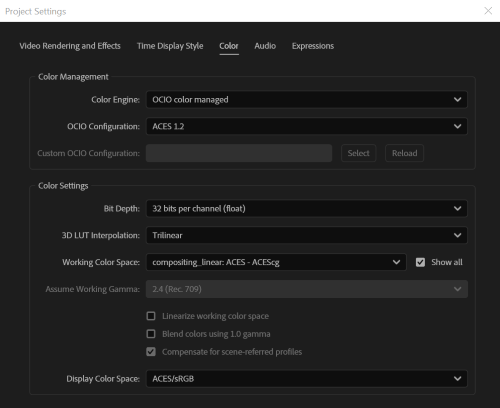 Project Settings
Video Rendering and Effects Time Display Style Color Audio Expressions
Color Management
Color Engine: OCIO color managed
OCIO Configuration: ACES 1.2
Custom OCIO Configuration: Select Reload
Color Settings
Bit Depth: 32 bits per channel (float)
3D LUT Interpolation: Trilinear
Working Color Space: compositing_linear: ACES - ACEScg Show all
Assume Working Gamma: 2.4 (Rec. 709)
Linearize working color space
Blend colors using 1.0 gamma
Compensate for scene-referred profiles
Display Color Space: ACES/sRGB